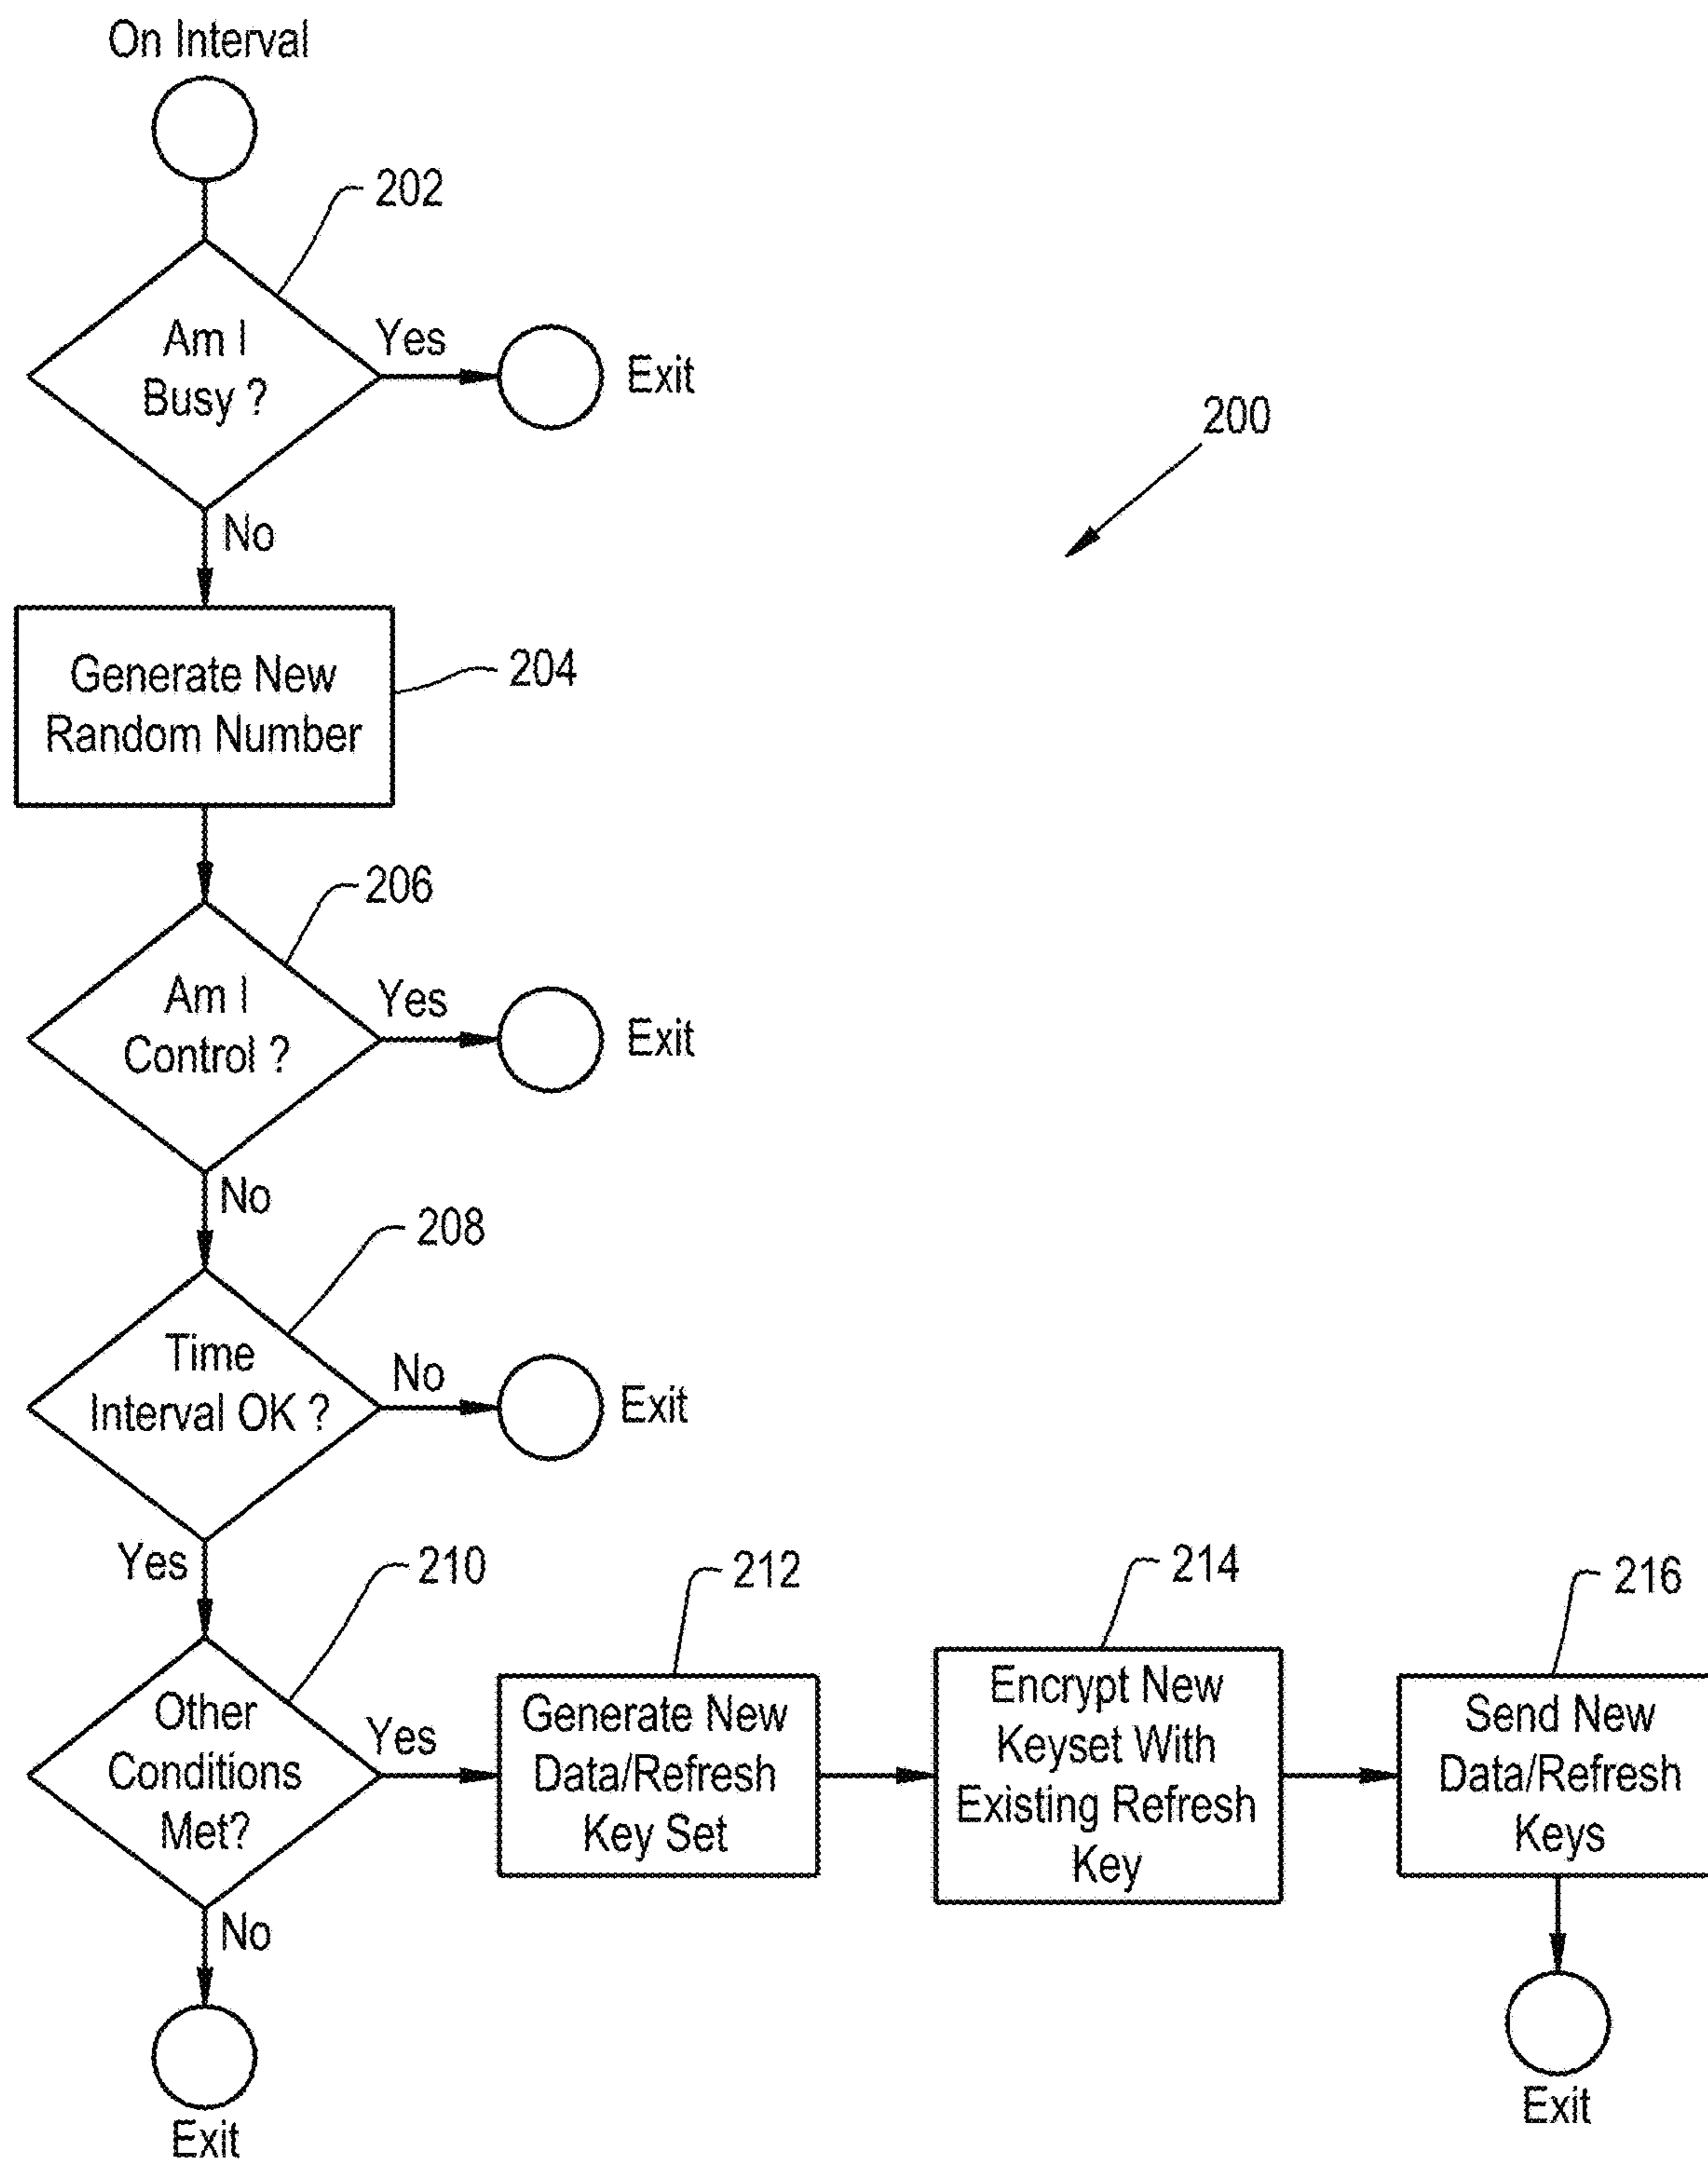 On Interval
202
Am I
Busy ?
Yes
Exit
No
200
Generate New
Random Number
204
206
Am I
Control ?
Yes
Exit
No
208
Time
Interval OK ?
No
Exit
Yes
210
Other
Conditions
Met?
Yes
No
Exit
212
Generate New
Data/Refresh
Key Set
214
Encrypt New
Keyset With
Existing Refresh
Key
216
Send New
Data/Refresh
Keys
Exit